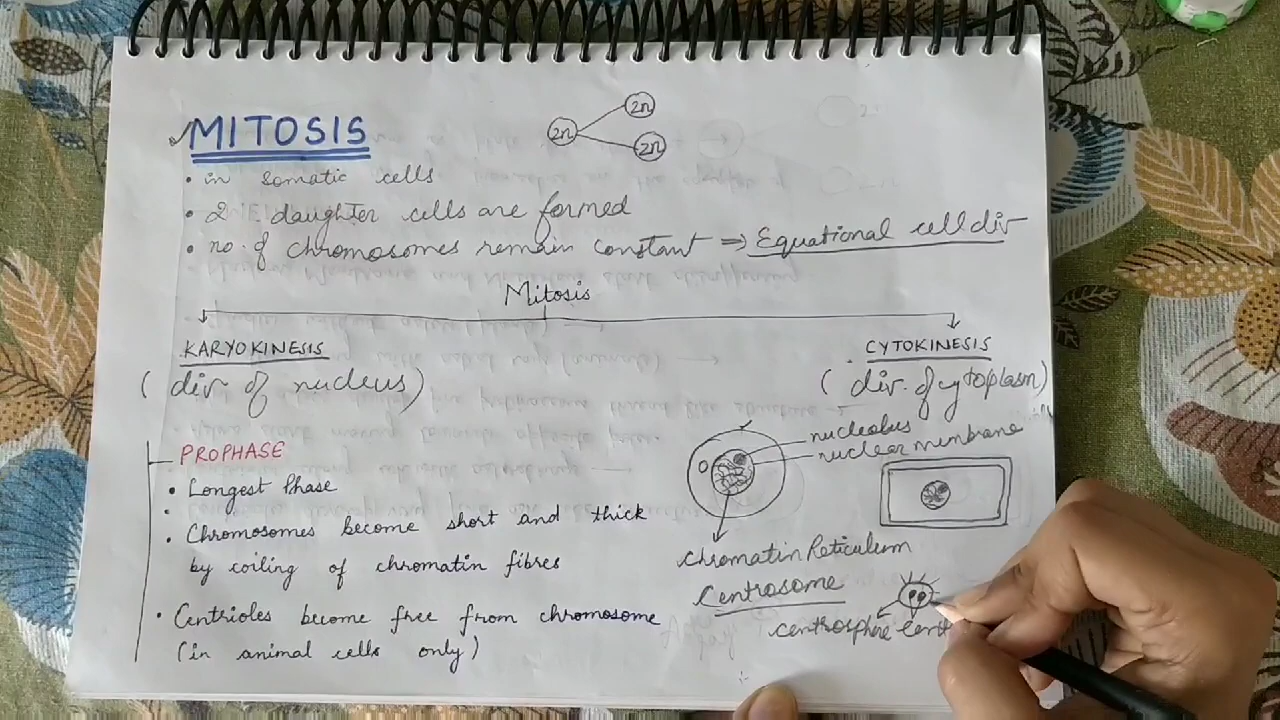 MITOSIS
2n
2n
2n
• in somatic cells
• 2 daughter cells are formed
• no. of chromosomes remain constant ⇒ Equational cell div
Mitosis
KARYOKINESIS
(div of nucleus)
CYTOKINESIS
(div. of cytoplasm)
PROPHASE
• Longest Phase
• Chromosomes become short and thick
by coiling of chromatin fibres
• Centrioles become free from chromosome
(in animal cells only)
nucleolus
nuclear membrane
Chromatin Reticulum
Centrosome
centrosphere cent